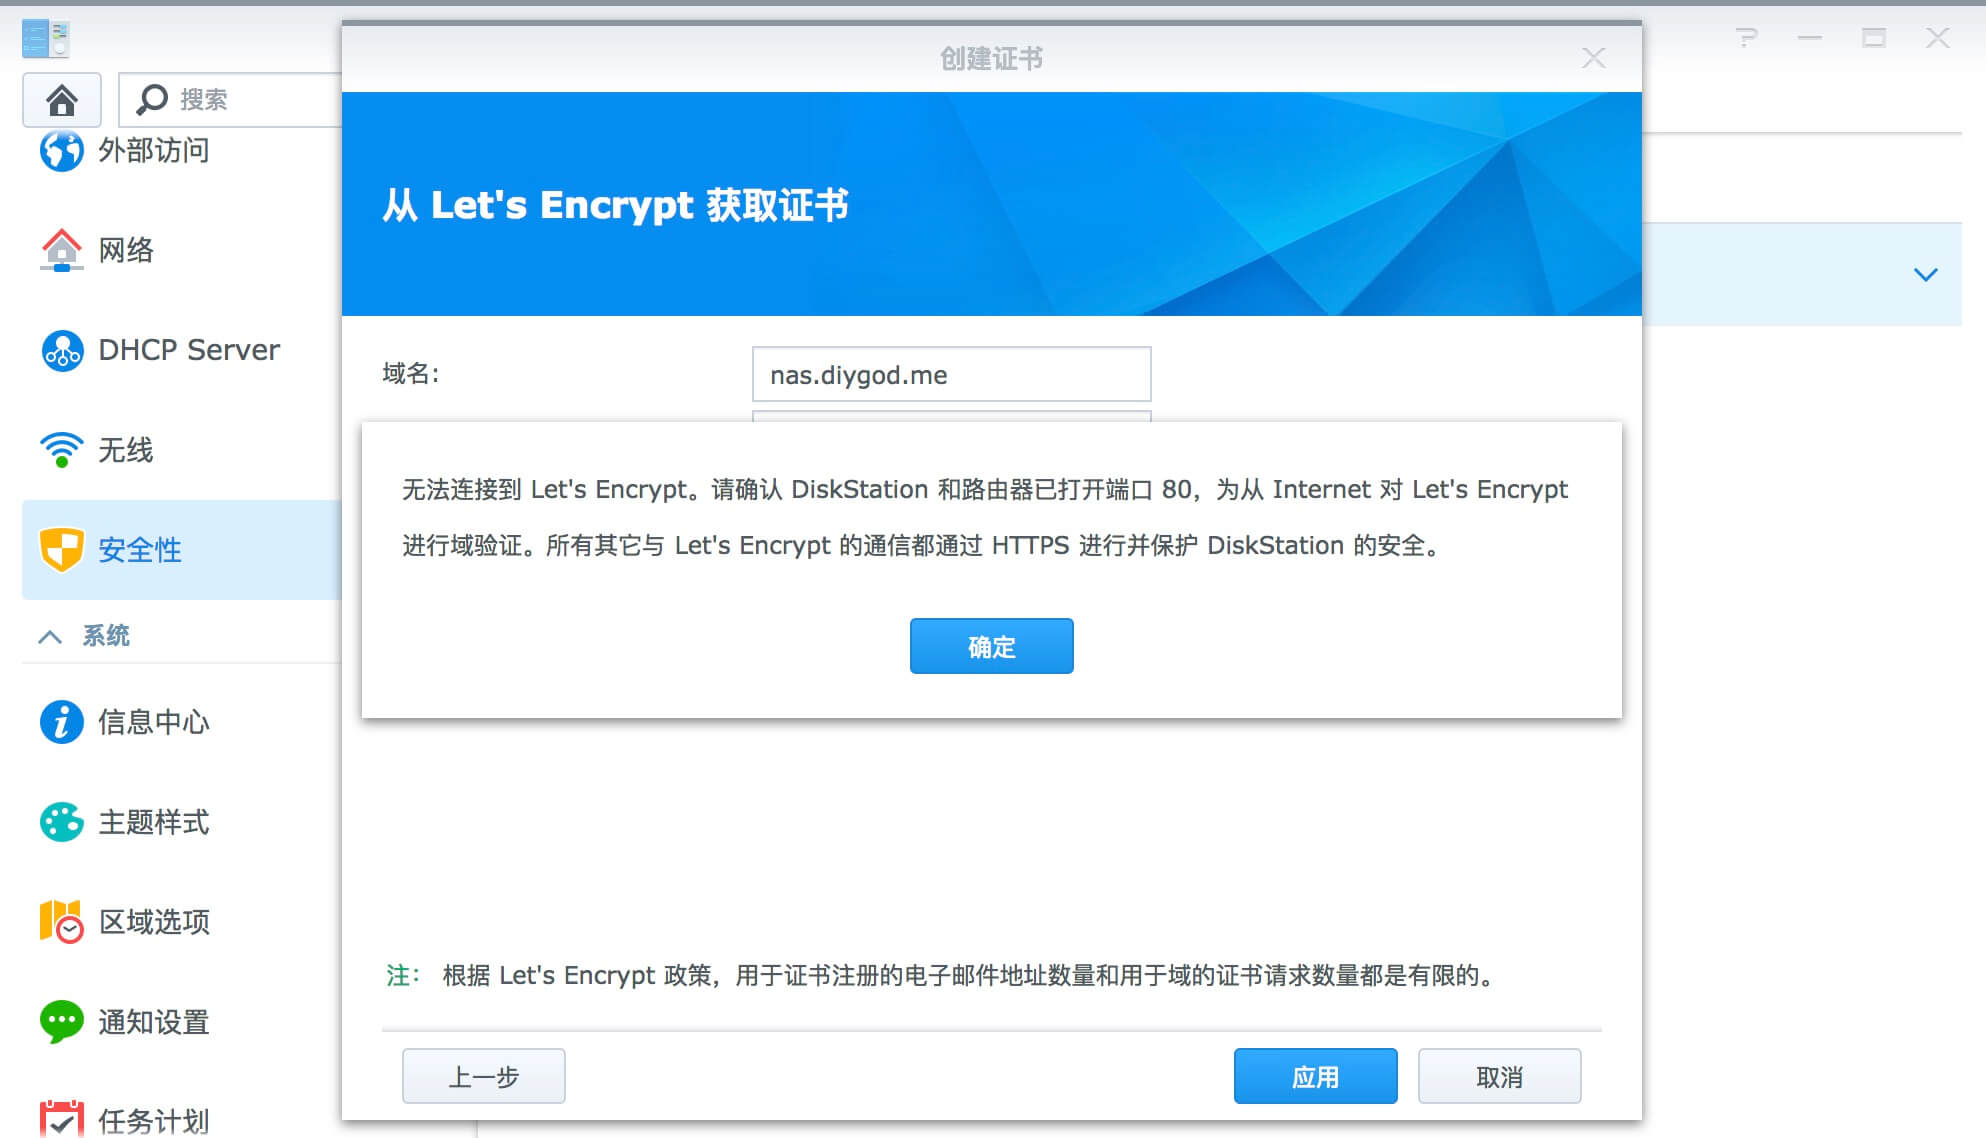 创建证书
搜索
外部访问
网络
DHCP Server
无线
安全性
系统
信息中心
主题样式
区域选项
通知设置
任务计划
从 Let's Encrypt 获取证书
域名:
nas.diygod.me
无法连接到 Let's Encrypt。请确认 DiskStation 和路由器已打开端口 80，为从 Internet 对 Let's Encrypt
进行域验证。所有其它与 Let's Encrypt 的通信都通过 HTTPS 进行并保护 DiskStation 的安全。
确定
注： 根据 Let's Encrypt 政策，用于证书注册的电子邮件地址数量和用于域的证书请求数量都是有限的。
上一步
应用
取消